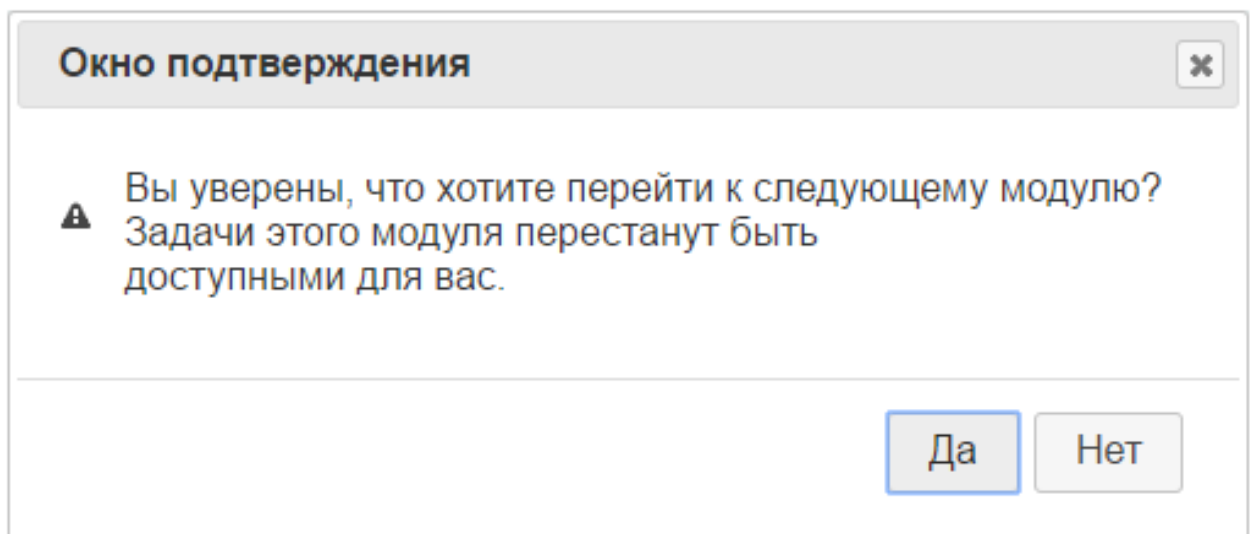 Окно подтверждения
Вы уверены, что хотите перейти к следующему модулю?
Задачи этого модуля перестанут быть
доступными для вас.
Да Нет